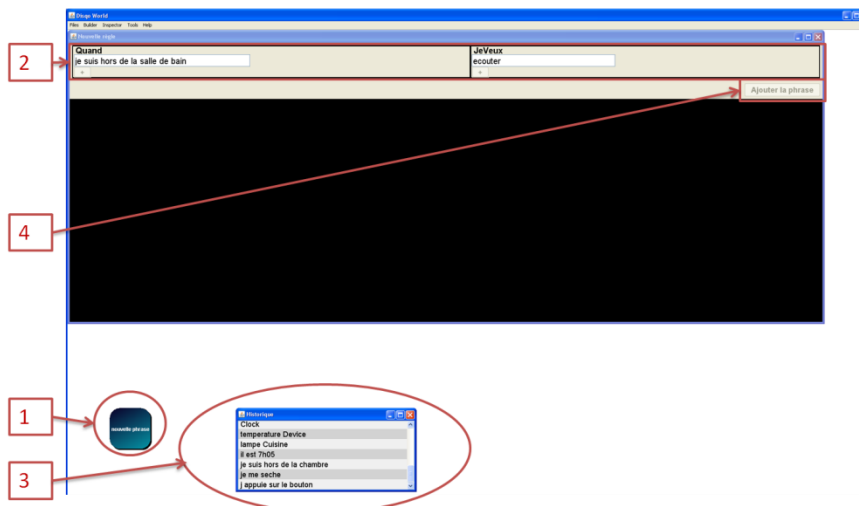 Disqo World
Files Builder Inspector Tools Help
Nouvelle regle
Quand
JeVeux
2
je suis hors de la salle de bain
ecouter
+
+
Ajouter la phrase
4
1
nouvelle phrase
Historique
Clock
temperature Device
lampe Cuisine
il est 7h05
je suis hors de la chambre
je me seche
3
j appuie sur le bouton